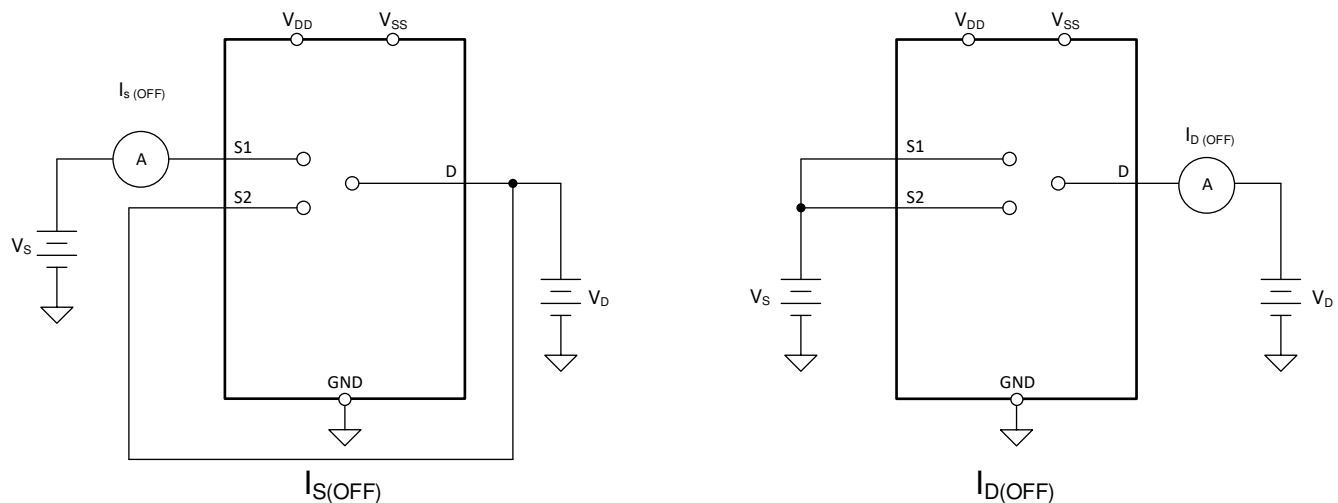 VDD
VSS
Is (OFF)
A
S1
S2
D
VS
VD
GND
IS(OFF)
VDD
VSS
ID (OFF)
S1
S2
D
A
VS
VD
GND
ID(OFF)